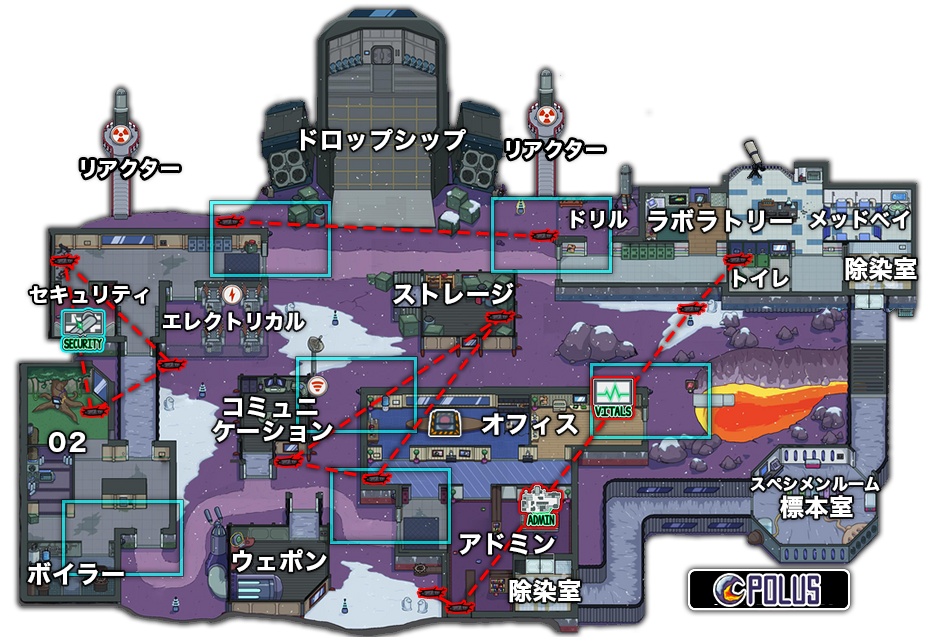 ドロップシップ
リアクター
リアクター
ドリル
ラボラトリー
メッドベイ
トイレ
除染室
セキュリティ
SECURITY
エレクトリカル
ストレージ
コミュニ
ケーション
オフィス
VITALS
O2
スペシメンルーム
標本室
ADMIN
アドミン
ウェポン
ボイラー
除染室
POLUS